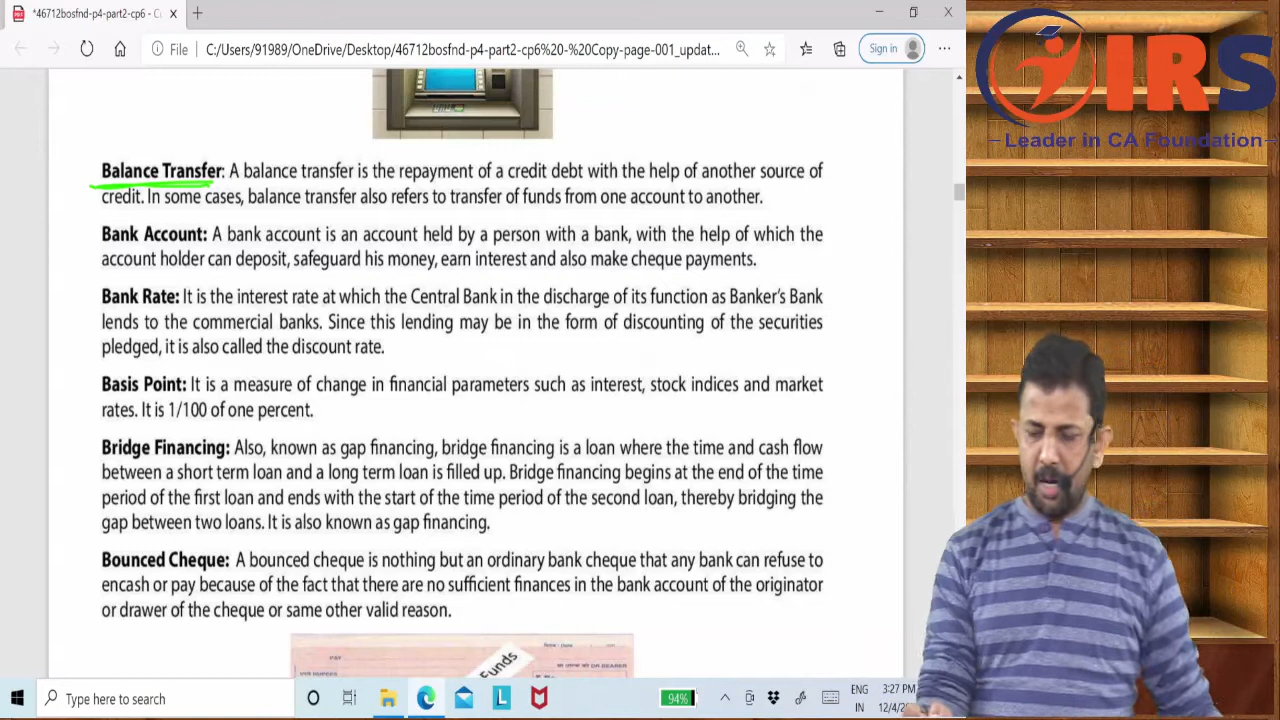 *46712bosfnd-p4-part2-cp6 - C
File
C:/Users/91989/OneDrive/Desktop/46712bosfnd-p4-part2-cp6%20-%20Copy-page-001_updat...
Sign in
IRS
Leader in CA Foundation
Balance Transfer: A balance transfer is the repayment of a credit debt with the help of another source of
credit. In some cases, balance transfer also refers to transfer of funds from one account to another.
Bank Account: A bank account is an account held by a person with a bank, with the help of which the
account holder can deposit, safeguard his money, earn interest and also make cheque payments.
Bank Rate: It is the interest rate at which the Central Bank in the discharge of its function as Banker's Bank
lends to the commercial banks. Since this lending may be in the form of discounting of the securities
pledged, it is also called the discount rate.
Basis Point: It is a measure of change in financial parameters such as interest, stock indices and market
rates. It is 1/100 of one percent.
Bridge Financing: Also, known as gap financing, bridge financing is a loan where the time and cash flow
between a short term loan and a long term loan is filled up. Bridge financing begins at the end of the time
period of the first loan and ends with the start of the time period of the second loan, thereby bridging the
gap between two loans. It is also known as gap financing.
Bounced Cheque: A bounced cheque is nothing but an ordinary bank cheque that any bank can refuse to
encash or pay because of the fact that there are no sufficient finances in the bank account of the originator
or drawer of the cheque or same other valid reason.
PAY
Funds
OR BEARER
Type here to search
94%
ENG
IN
3:27 PM
12/4/20